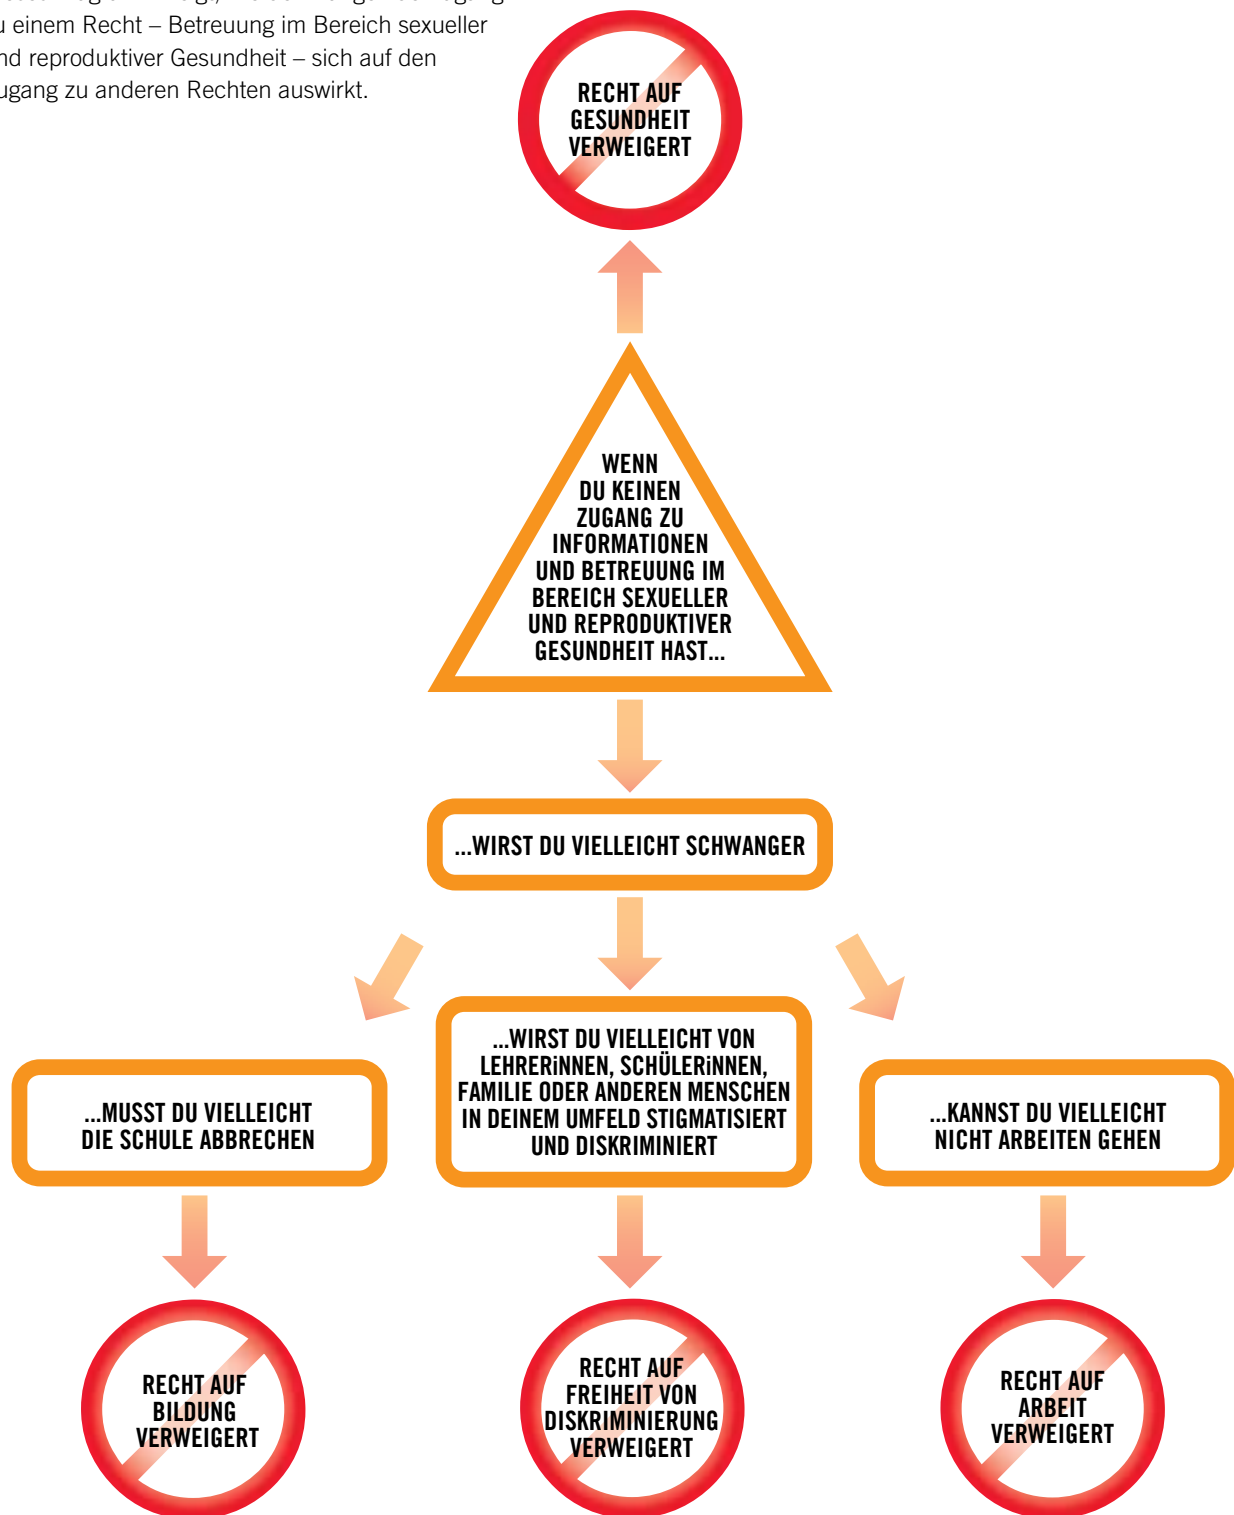 u einem Recht – Betreuung im Bereich sexueller
nd reproduktiver Gesundheit – sich auf den
ugang zu anderen Rechten auswirkt.
RECHT AUF
GESUNDHEIT
VERWEIGERT
WENN
DU KEINEN
ZUGANG ZU
INFORMATIONEN
UND BETREUUNG IM
BEREICH SEXUELLER
UND REPRODUKTIVER
GESUNDHEIT HAST...
...WIRST DU VIELLEICHT SCHWANGER
...MUSST DU VIELLEICHT
DIE SCHULE ABBRECHEN
...WIRST DU VIELLEICHT VON
LEHRERiNNEN, SCHÜLERiNNEN,
FAMILIE ODER ANDEREN MENSCHEN
IN DEINEM UMFELD STIGMATISIERT
UND DISKRIMINIERT
...KANNST DU VIELLEICHT
NICHT ARBEITEN GEHEN
RECHT AUF
BILDUNG
VERWEIGERT
RECHT AUF
FREIHEIT VON
DISKRIMINIERUNG
VERWEIGERT
RECHT AUF
ARBEIT
VERWEIGERT